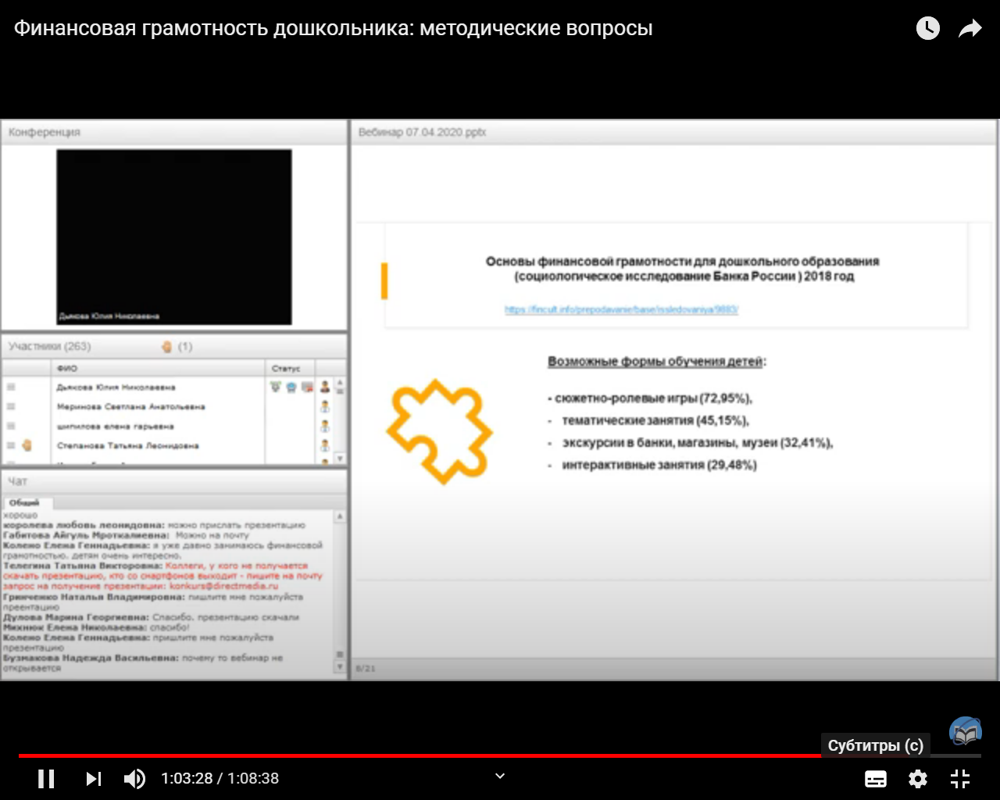 Финансовая грамотность дошкольника: методические вопросы
Конференция
Дьякова Юлия Николаевна
Участники (263) (1)
ФИО Статус
Дьякова Юлия Николаевна
Меринова Светлана Анатольевна
шипилова елена гарьевна
Степанова Татьяна Леонидовна
Чат
Общий
хорошо
королева любовь леонидовна: можно прислать презентацию
Габитова Айгуль Мроткалиевна: Можно на почту
Колено Елена Геннадьевна: я уже давно занимаюсь финансовой
грамотностью. детям очень интересно.
Телегина Татьяна Викторовна: Коллеги, у кого не получается
скачать презентацию, кто со смартфонов выходит - пишите на почту
запрос на получение презентации: konkurs@directmedia.ru
Гринченко Наталья Владимировна: пишлите мне пожалуйста
преентацию
Дулова Марина Георгиевна: Спасибо. презентацию скачали
Михнюк Елена Николаевна: спасибо!
Колено Елена Геннадьевна: пришлите мне пожалуйста
презентацию
Бузмакова Надежда Васильевна: почему то вебинар не
открывается
Вебинар 07.04.2020.pptx
Основы финансовой грамотности для дошкольного образования
(социологическое исследование Банка России ) 2018 год
https://fincult.info/prepodavanie/base/issledovaniya/9883/
Возможные формы обучения детей:
- сюжетно-ролевые игры (72,95%),
- тематические занятия (45,15%),
- экскурсии в банки, магазины, музеи (32,41%),
- интерактивные занятия (29,48%)
8/21
Субтитры (c)
1:03:28 / 1:08:38